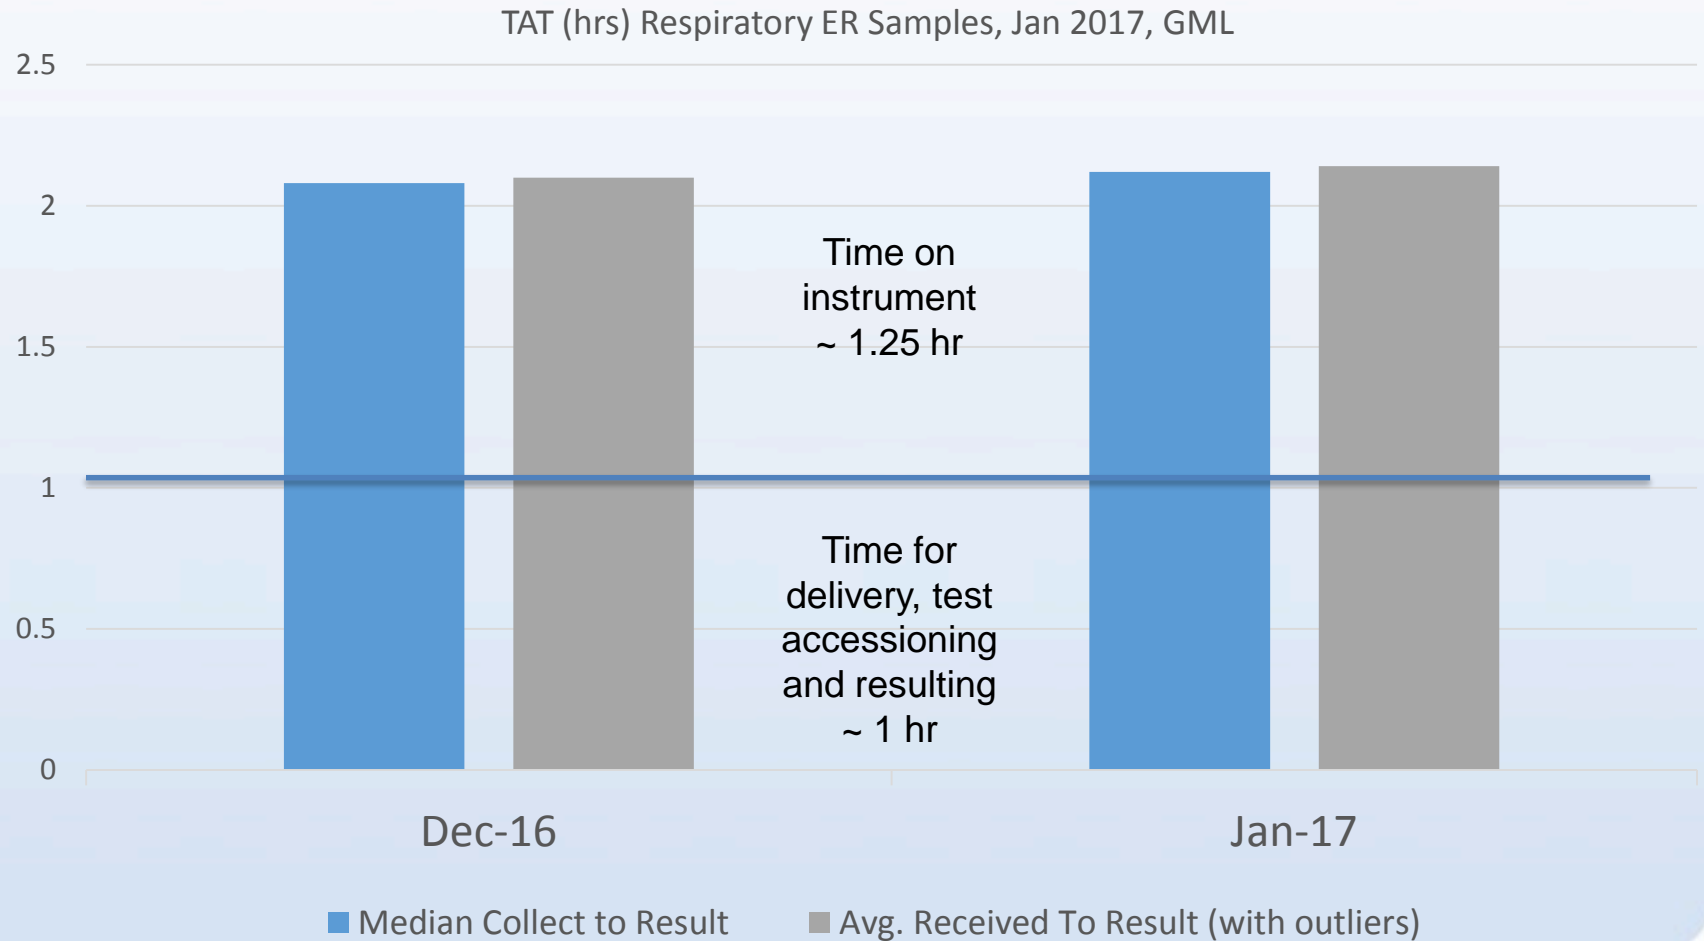 TAT (hrs) Respiratory ER Samples, Jan 2017, GML
2.5
2
1.5
1
0.5
0
Time on
instrument
~ 1.25 hr
Time for
delivery, test
accessioning
and resulting
~ 1 hr
Dec-16
Jan-17
Median Collect to Result
Avg. Received To Result (with outliers)